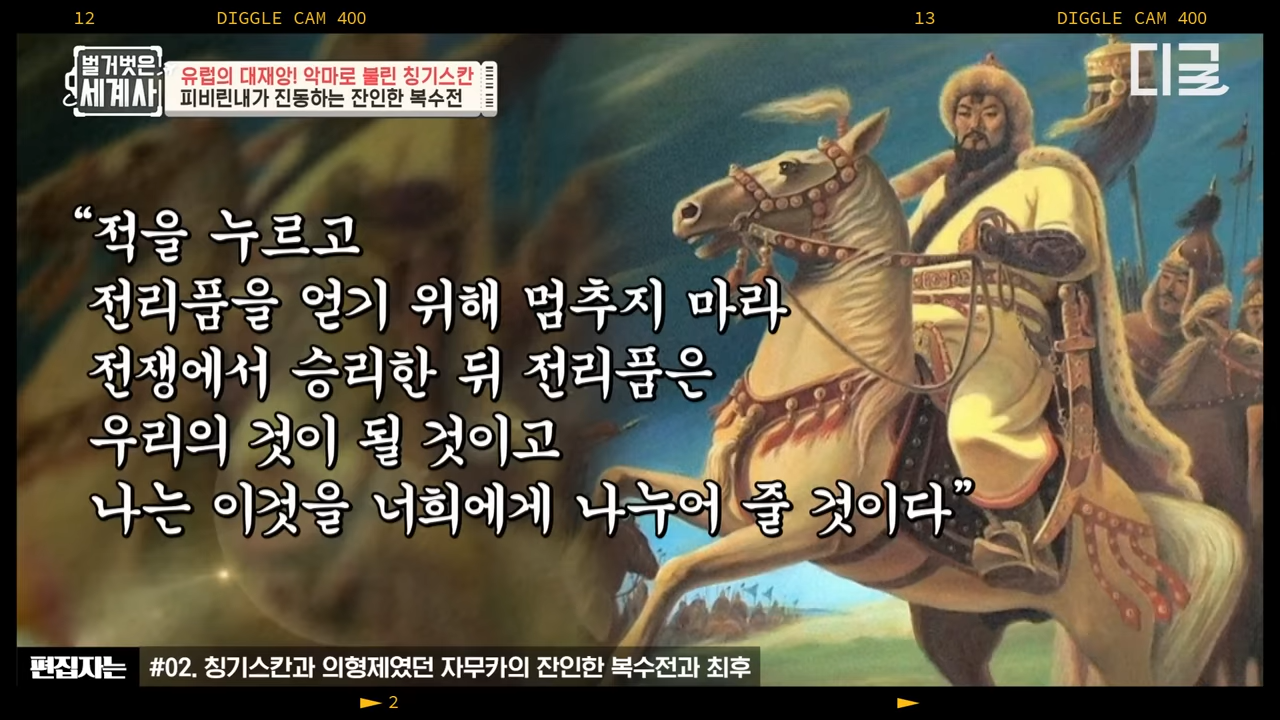 12 DIGGLE CAM 400 13 DIGGLE CAM 400
벌거벗은
세계사
유럽의 대재앙! 악마로 불린 칭기스칸
피비린내가 진동하는 잔인한 복수전
디글
“적을 누르고
전리품을 얻기 위해 멈추지 마라
전쟁에서 승리한 뒤 전리품은
우리의 것이 될 것이고
나는 이것을 너희에게 나누어 줄 것이다”
편집자는 #02. 칭기스칸과 의형제였던 자무카의 잔인한 복수전과 최후
2